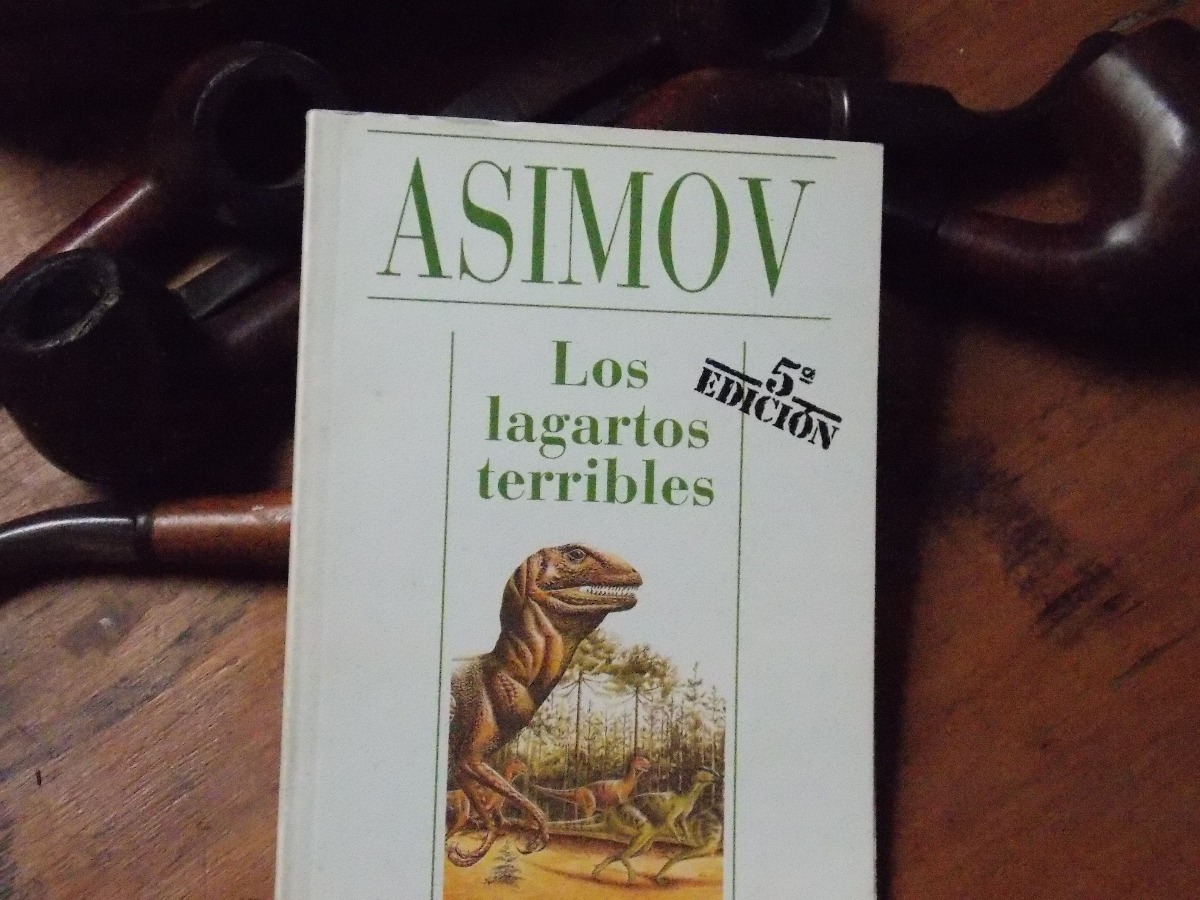 ASIMOV
Los
lagartos
terribles
5ª
EDICIÓN